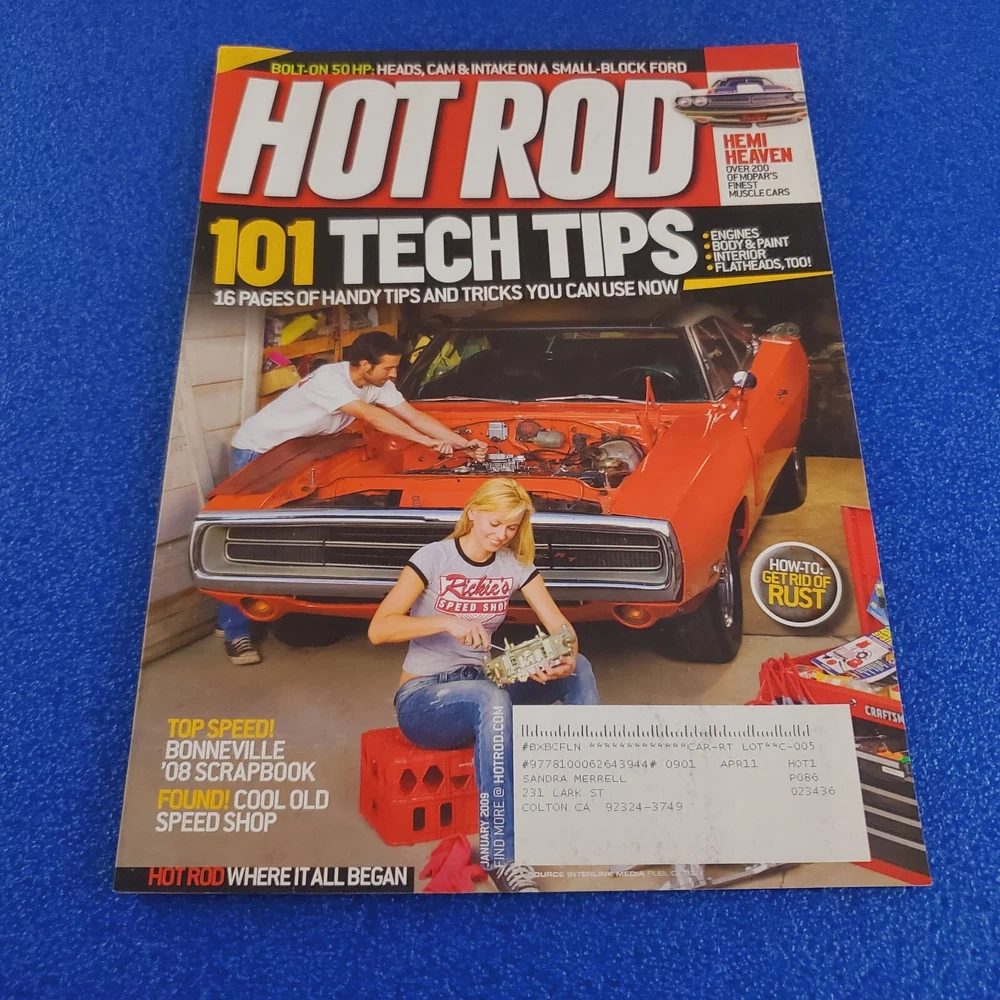 BOLT-ON 50 HP: HEADS, CAM & INTAKE ON A SMALL-BLOCK FORD
HOT ROD
HEMI
HEAVEN
OVER 200
OF MOPAR'S
FINEST
MUSCLE CARS
101 TECH TIPS
• ENGINES
• BODY & PAINT
• INTERIOR
• FLATHEADS, TOO!
16 PAGES OF HANDY TIPS AND TRICKS YOU CAN USE NOW
R/T
HOW-TO:
GET RID OF
RUST
Rickie's
SPEED SHO
CRAFTSM
TOP SPEED!
BONNEVILLE
'08 SCRAPBOOK
FOUND! COOL OLD
SPEED SHOP
JANUARY 2009
FIND MORE @ HOTROD.COM
#BXBCFLN *************CAR-RT LOT**C-005
#9778100062643944# 0901 APR11 HOT1
SANDRA MERRELL P086
231 LARK ST 023436
COLTON CA 92324-3749
HOT ROD WHERE IT ALL BEGAN
SOURCE INTERLINK MEDIA